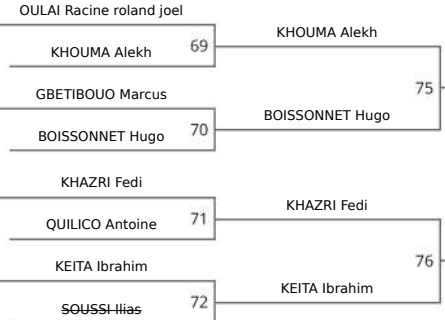 OULAI Racine roland joel
69
KHOUMA Alekh
KHOUMA Alekh
75
GBETIBOUO Marcus
70
BOISSONNET Hugo
BOISSONNET Hugo
KHAZRI Fedi
71
QUILICO Antoine
KHAZRI Fedi
76
KEITA Ibrahim
72
SOUSSI Ilias
KEITA Ibrahim